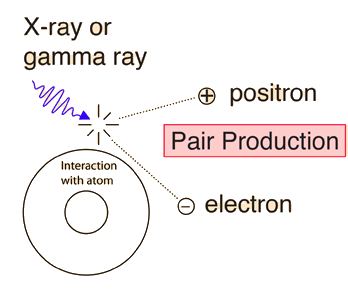 X-ray or
gamma ray
⊕ positron
Pair Production
Interaction
with atom
⊖ electron